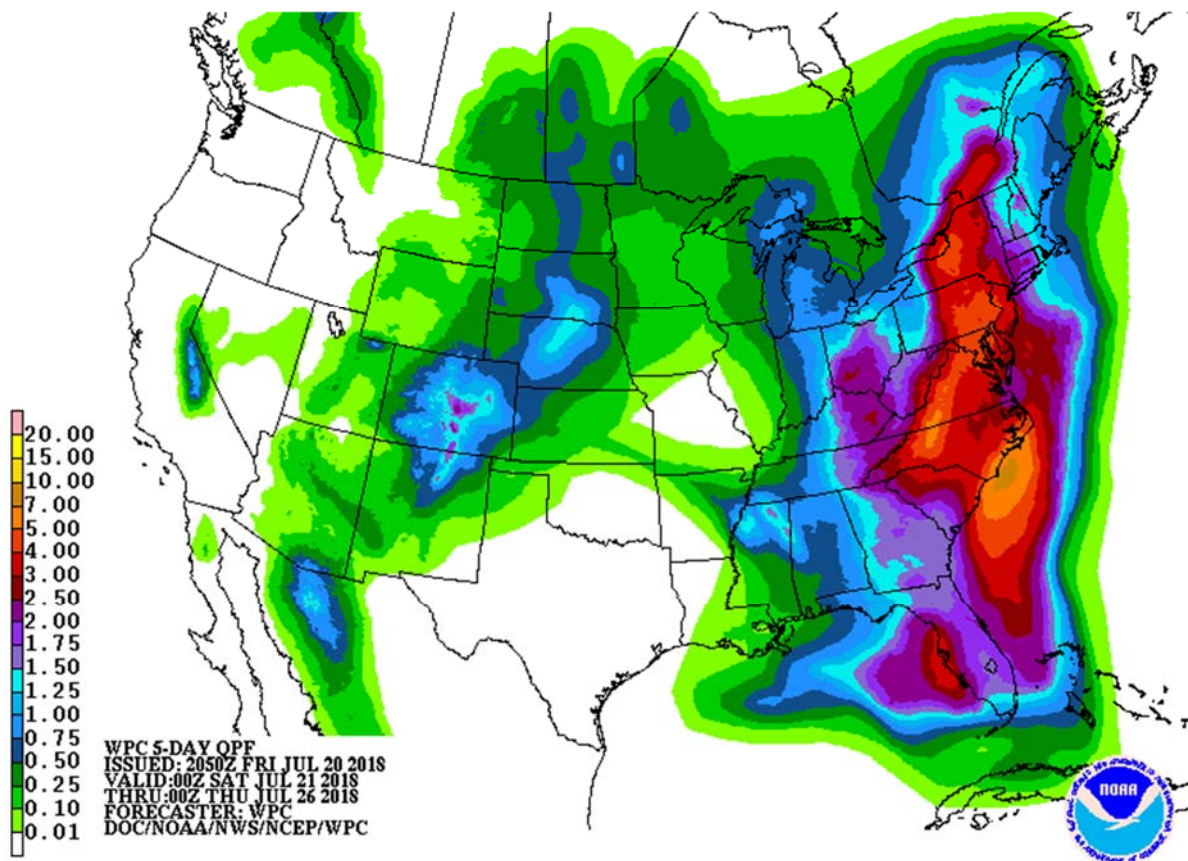 20.00
15.00
10.00
7.00
5.00
4.00
3.00
2.50
2.00
1.75
1.50
1.25
1.00
0.75
0.50
0.25
0.10
0.01
WPC 5-DAY QPF
ISSUED: 2050Z FRI JUL 20 2018
VALID:00Z SAT JUL 21 2018
THRU:00Z THU JUL 26 2018
FORECASTER: WPC
DOC/NOAA/NWS/NCEP/WPC
NOAA